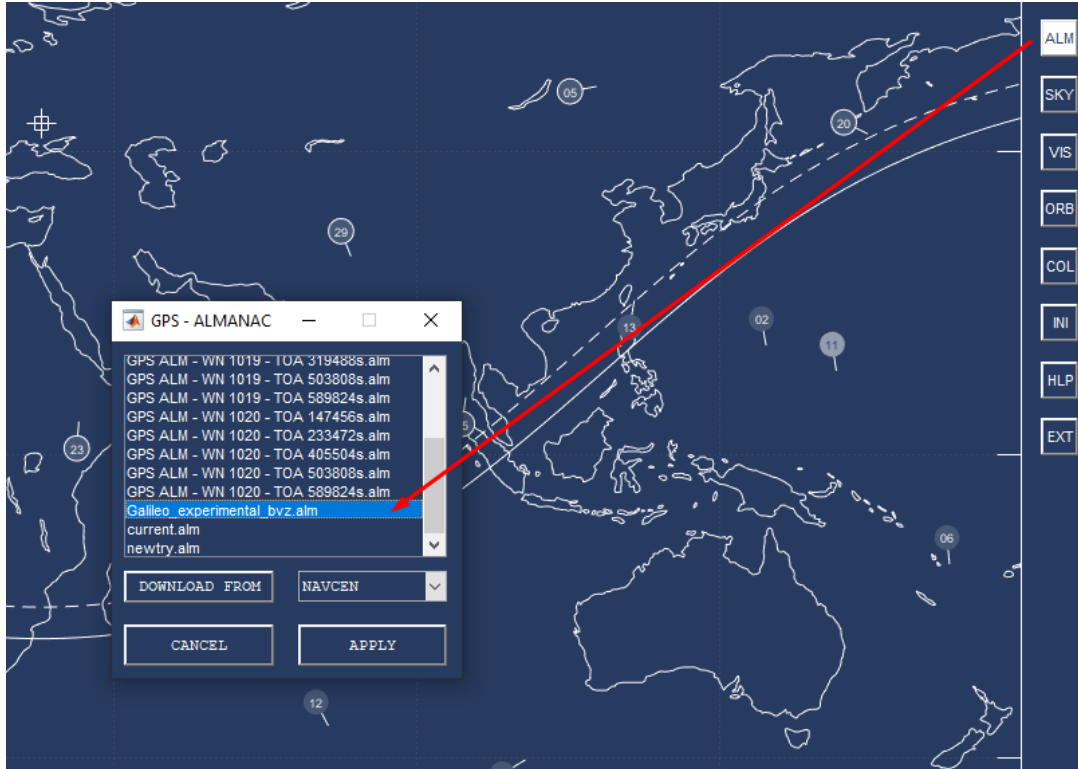 ALM
05
SKY
20
VIS
ORB
29
COL
GPS - ALMANAC
13
02
INI
11
GPS ALM - WN 1019 - TOA 319488s.alm
GPS ALM - WN 1019 - TOA 503808s.alm
HLP
GPS ALM - WN 1019 - TOA 589824s.alm
GPS ALM - WN 1020 - TOA 147456s.alm
GPS ALM - WN 1020 - TOA 233472s.alm
EXT
23
GPS ALM - WN 1020 - TOA 405504s.alm
GPS ALM - WN 1020 - TOA 503808s.alm
GPS ALM - WN 1020 - TOA 589824s.alm
Galileo_experimental_bvz.alm
current.alm
06
newtry.alm
DOWNLOAD FROM
NAVCEN
CANCEL
APPLY
12